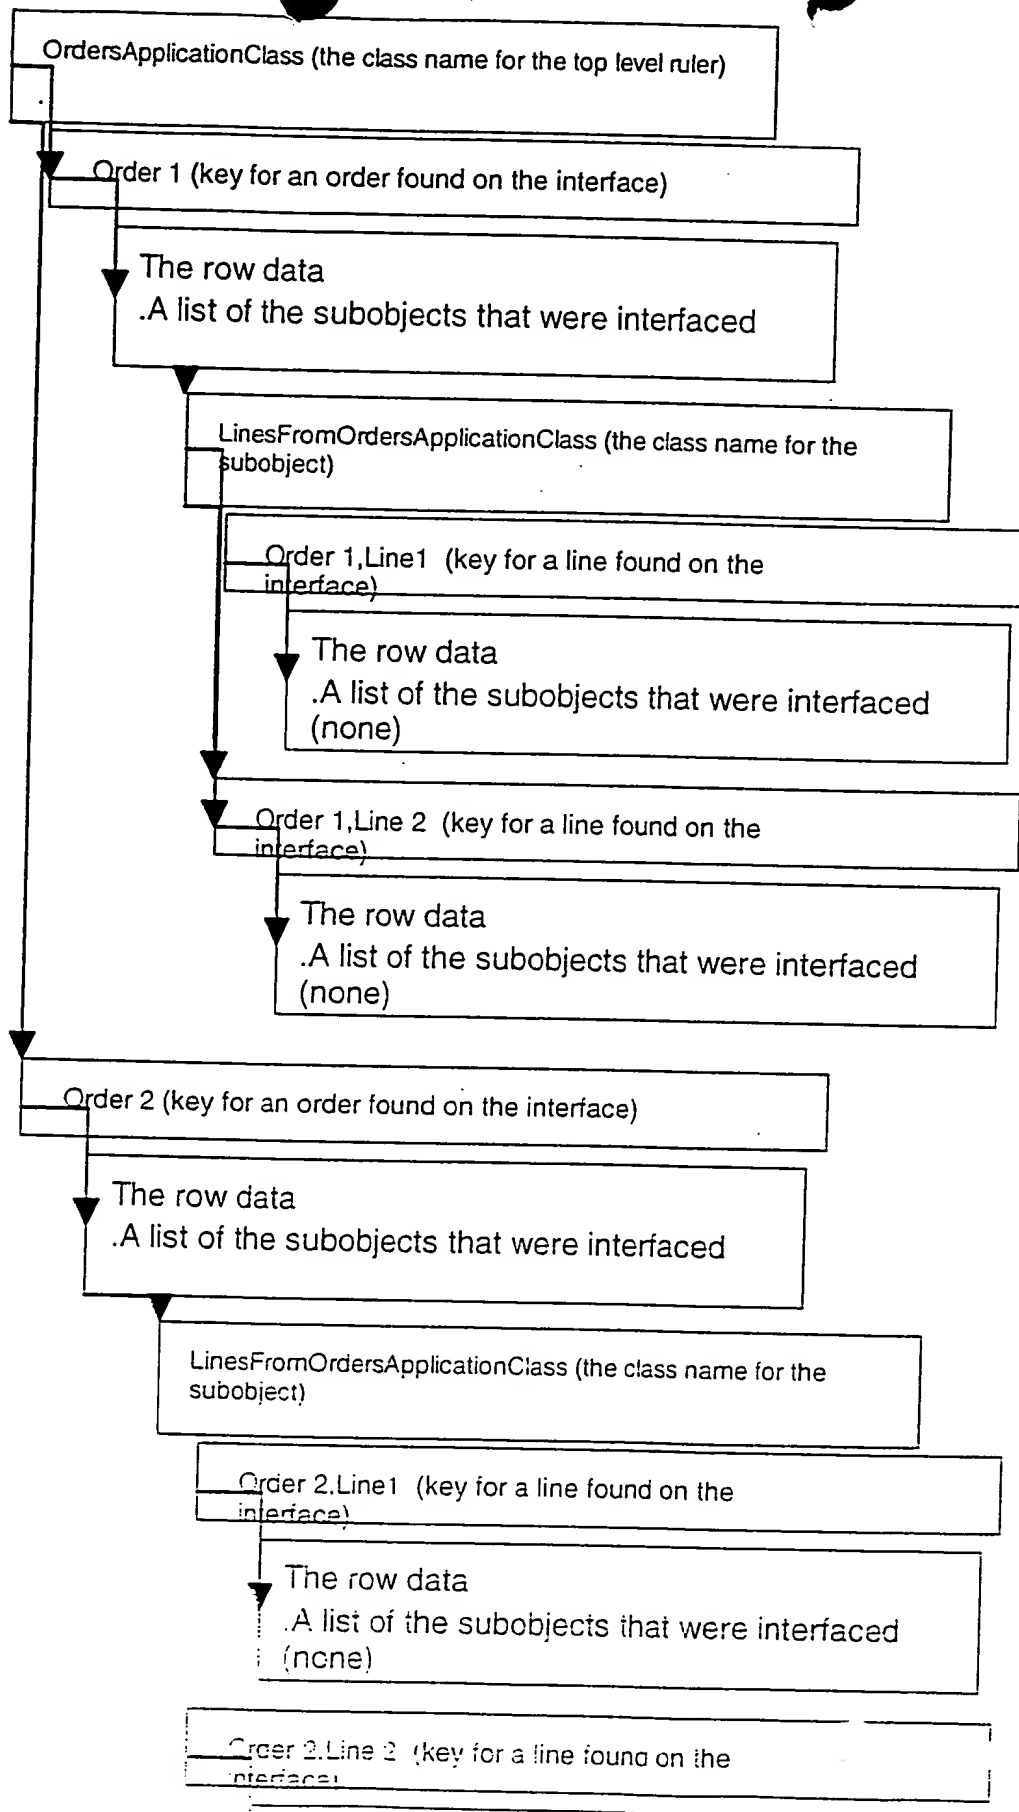 OrdersApplicationClass (the class name for the top level ruler)
Order 1 (key for an order found on the interface)
The row data
.A list of the subobjects that were interfaced
LinesFromOrdersApplicationClass (the class name for the
subobject)
Order 1,Line1 (key for a line found on the
interface)
The row data
.A list of the subobjects that were interfaced
(none)
Order 1,Line 2 (key for a line found on the
interface)
The row data
.A list of the subobjects that were interfaced
(none)
Order 2 (key for an order found on the interface)
The row data
.A list of the subobjects that were interfaced
LinesFromOrdersApplicationClass (the class name for the
subobject)
Order 2,Line1 (key for a line found on the
interface)
The row data
.A list of the subobjects that were interfaced
(none)
Order 2,Line 2 (key for a line found on the
interface)